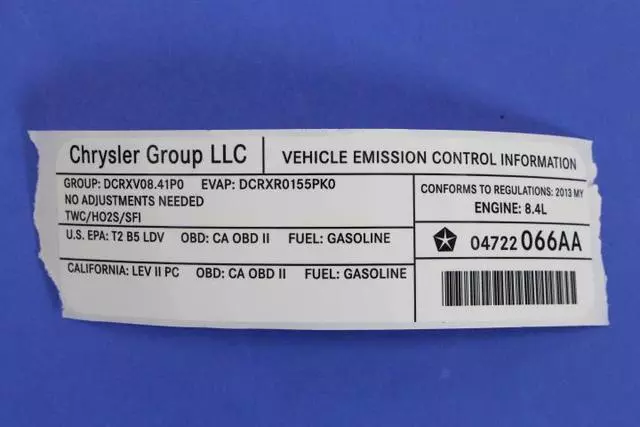 Chrysler Group LLC
VEHICLE EMISSION CONTROL INFORMATION
GROUP: DCRXV08.41P0 EVAP: DCRXR0155PK0
NO ADJUSTMENTS NEEDED
TWC/HO2S/SFI
U.S. EPA: T2 B5 LDV OBD: CA OBD II FUEL: GASOLINE
CALIFORNIA: LEV II PC OBD: CA OBD II FUEL: GASOLINE
CONFORMS TO REGULATIONS: 2013 MY
ENGINE: 8.4L
04722 066AA